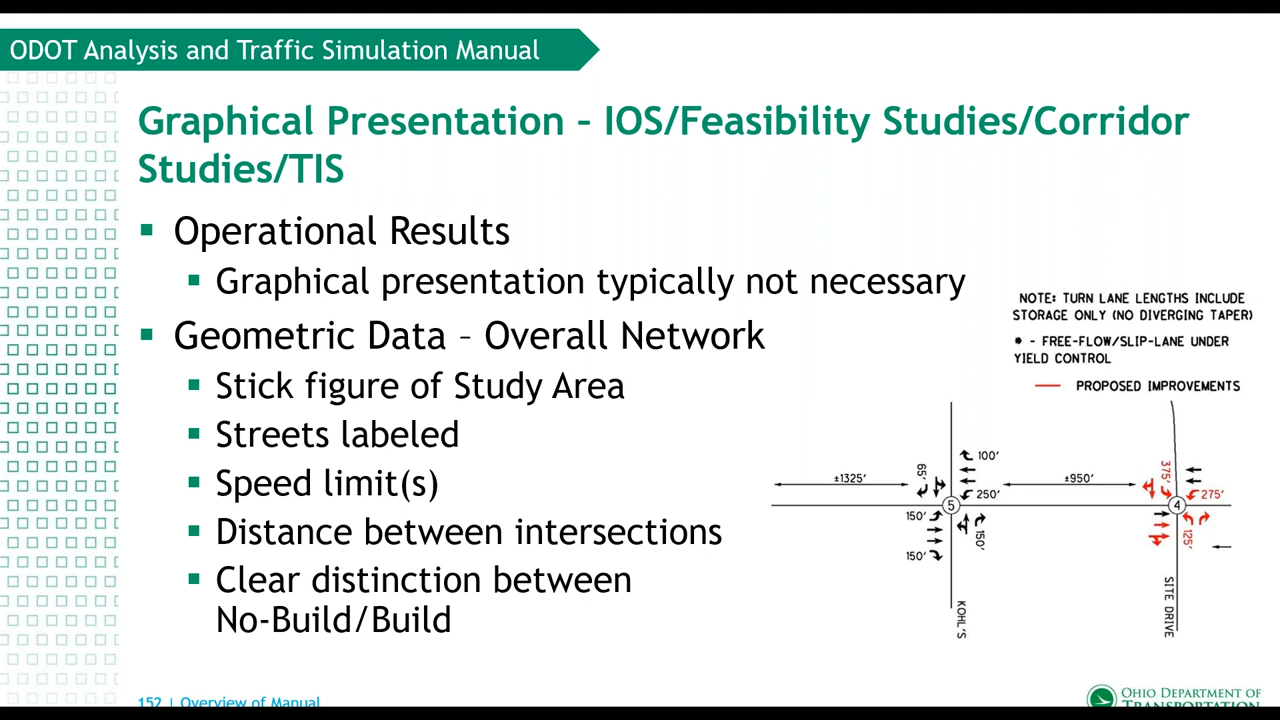 ODOT Analysis and Traffic Simulation Manual
Graphical Presentation – IOS/Feasibility Studies/Corridor
Studies/TIS
Operational Results
Graphical presentation typically not necessary
Geometric Data – Overall Network
Stick figure of Study Area
Streets labeled
Speed limit(s)
Distance between intersections
Clear distinction between
No-Build/Build
NOTE: TURN LANE LENGTHS INCLUDE
STORAGE ONLY (NO DIVERGING TAPER)
* - FREE-FLOW/SLIP-LANE UNDER
YIELD CONTROL
PROPOSED IMPROVEMENTS
±1325'
65'
100'
250'
±950'
375'
275'
5
4
150'
150'
150'
125'
KOHL'S
SITE DRIVE
152 | Overview of Manual
OHIO DEPARTMENT OF
TRANSPORTATION